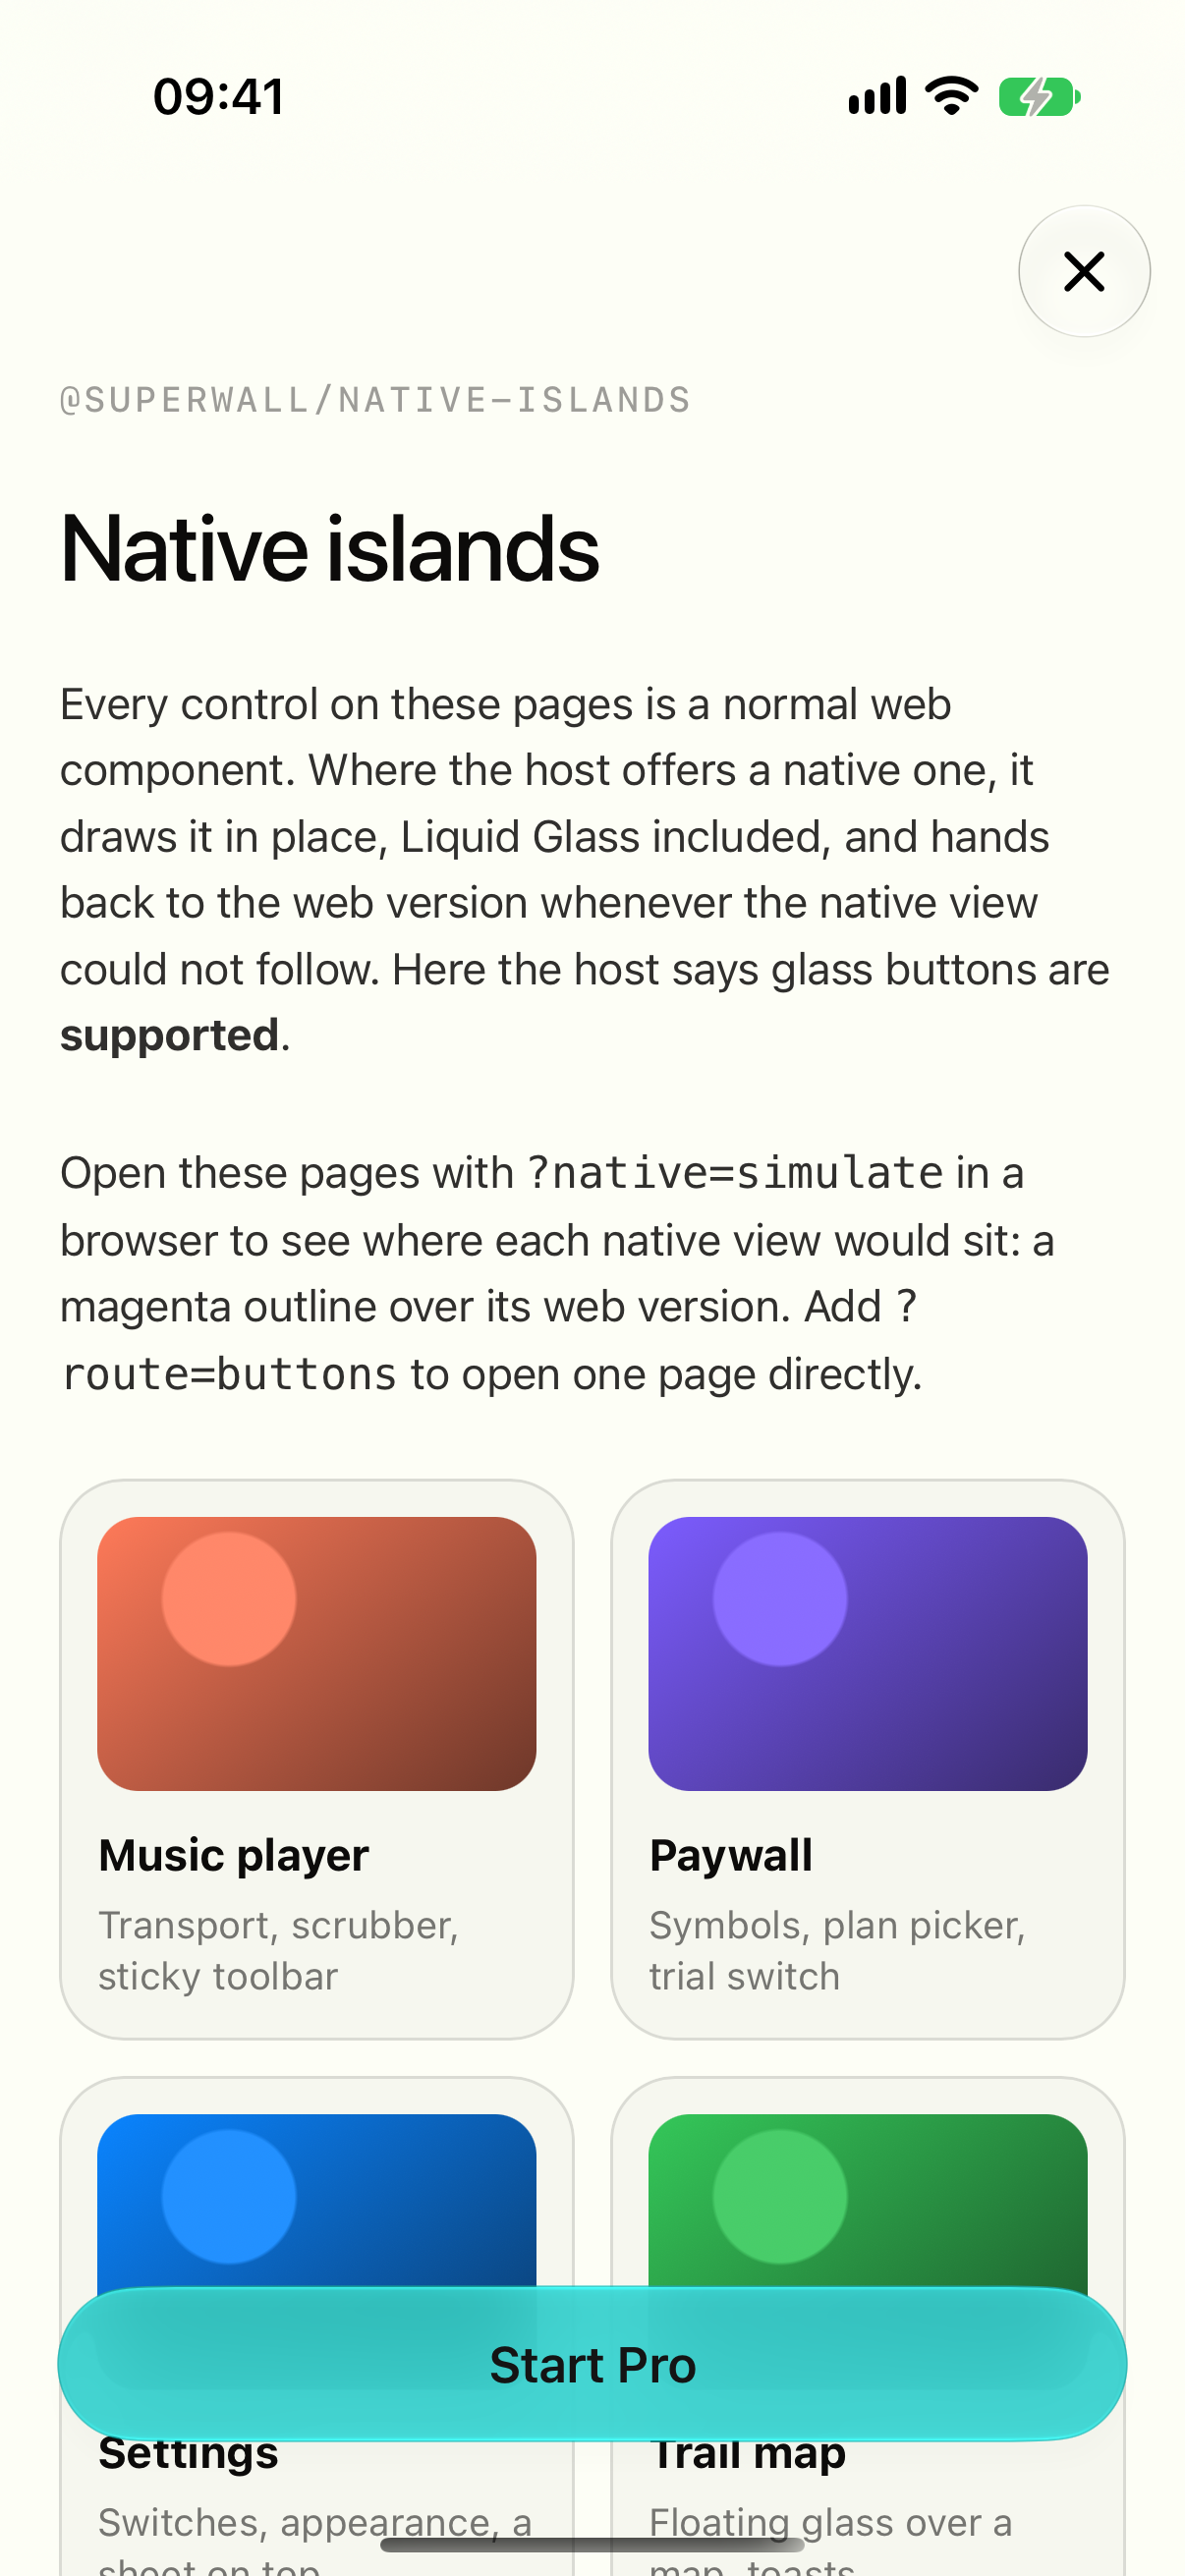 09:41
@SUPERWALL/NATIVE-ISLANDS
Native islands
Every control on these pages is a normal web
component. Where the host offers a native one, it
draws it in place, Liquid Glass included, and hands
back to the web version whenever the native view
could not follow. Here the host says glass buttons are
supported.
Open these pages with ?native=simulate in a
browser to see where each native view would sit: a
magenta outline over its web version. Add ?
route=buttons to open one page directly.
Music player
Transport, scrubber,
sticky toolbar
Paywall
Symbols, plan picker,
trial switch
Start Pro
Settings
Switches, appearance, a
sheet on top
Trail map
Floating glass over a
map, toasts